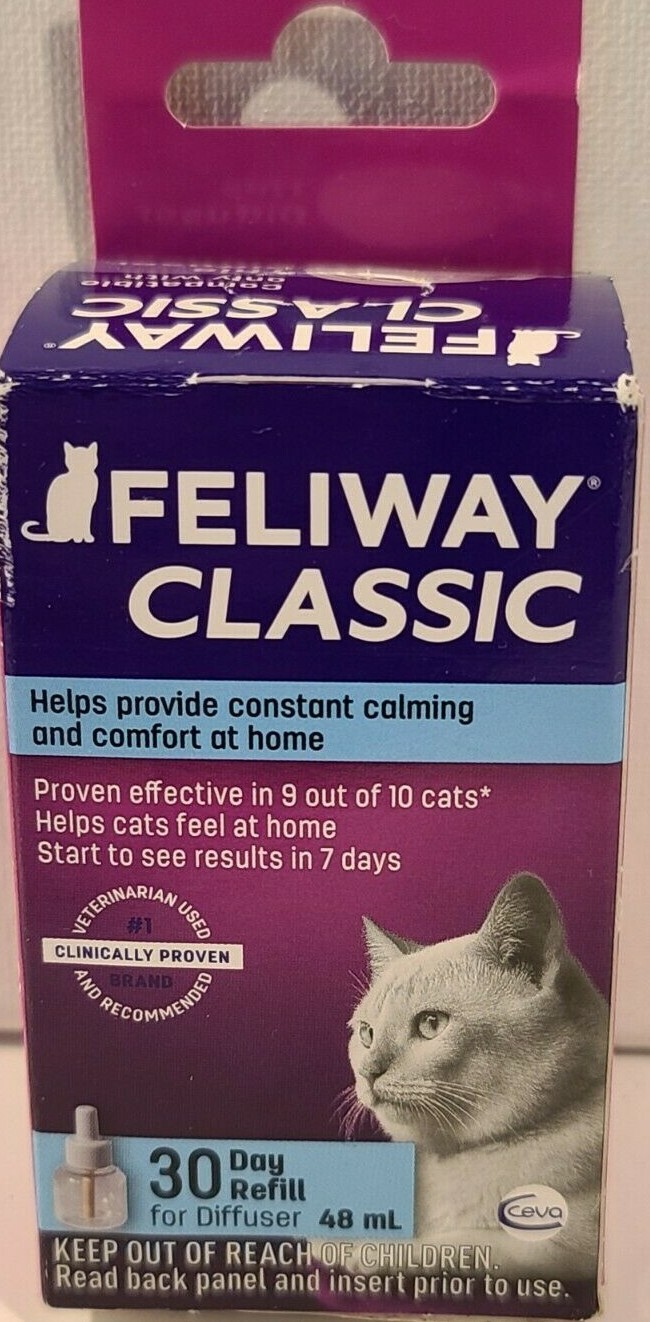 Compatible
only with
FELIWAY®
CLASSIC
FELIWAY®
CLASSIC
Helps provide constant calming
and comfort at home
Proven effective in 9 out of 10 cats*
Helps cats feel at home
Start to see results in 7 days
VETERINARIAN USED
#1
CLINICALLY PROVEN
BRAND
AND RECOMMENDED
30 Day
Refill
for Diffuser 48 mL
Ceva
KEEP OUT OF REACH OF CHILDREN.
Read back panel and insert prior to use.